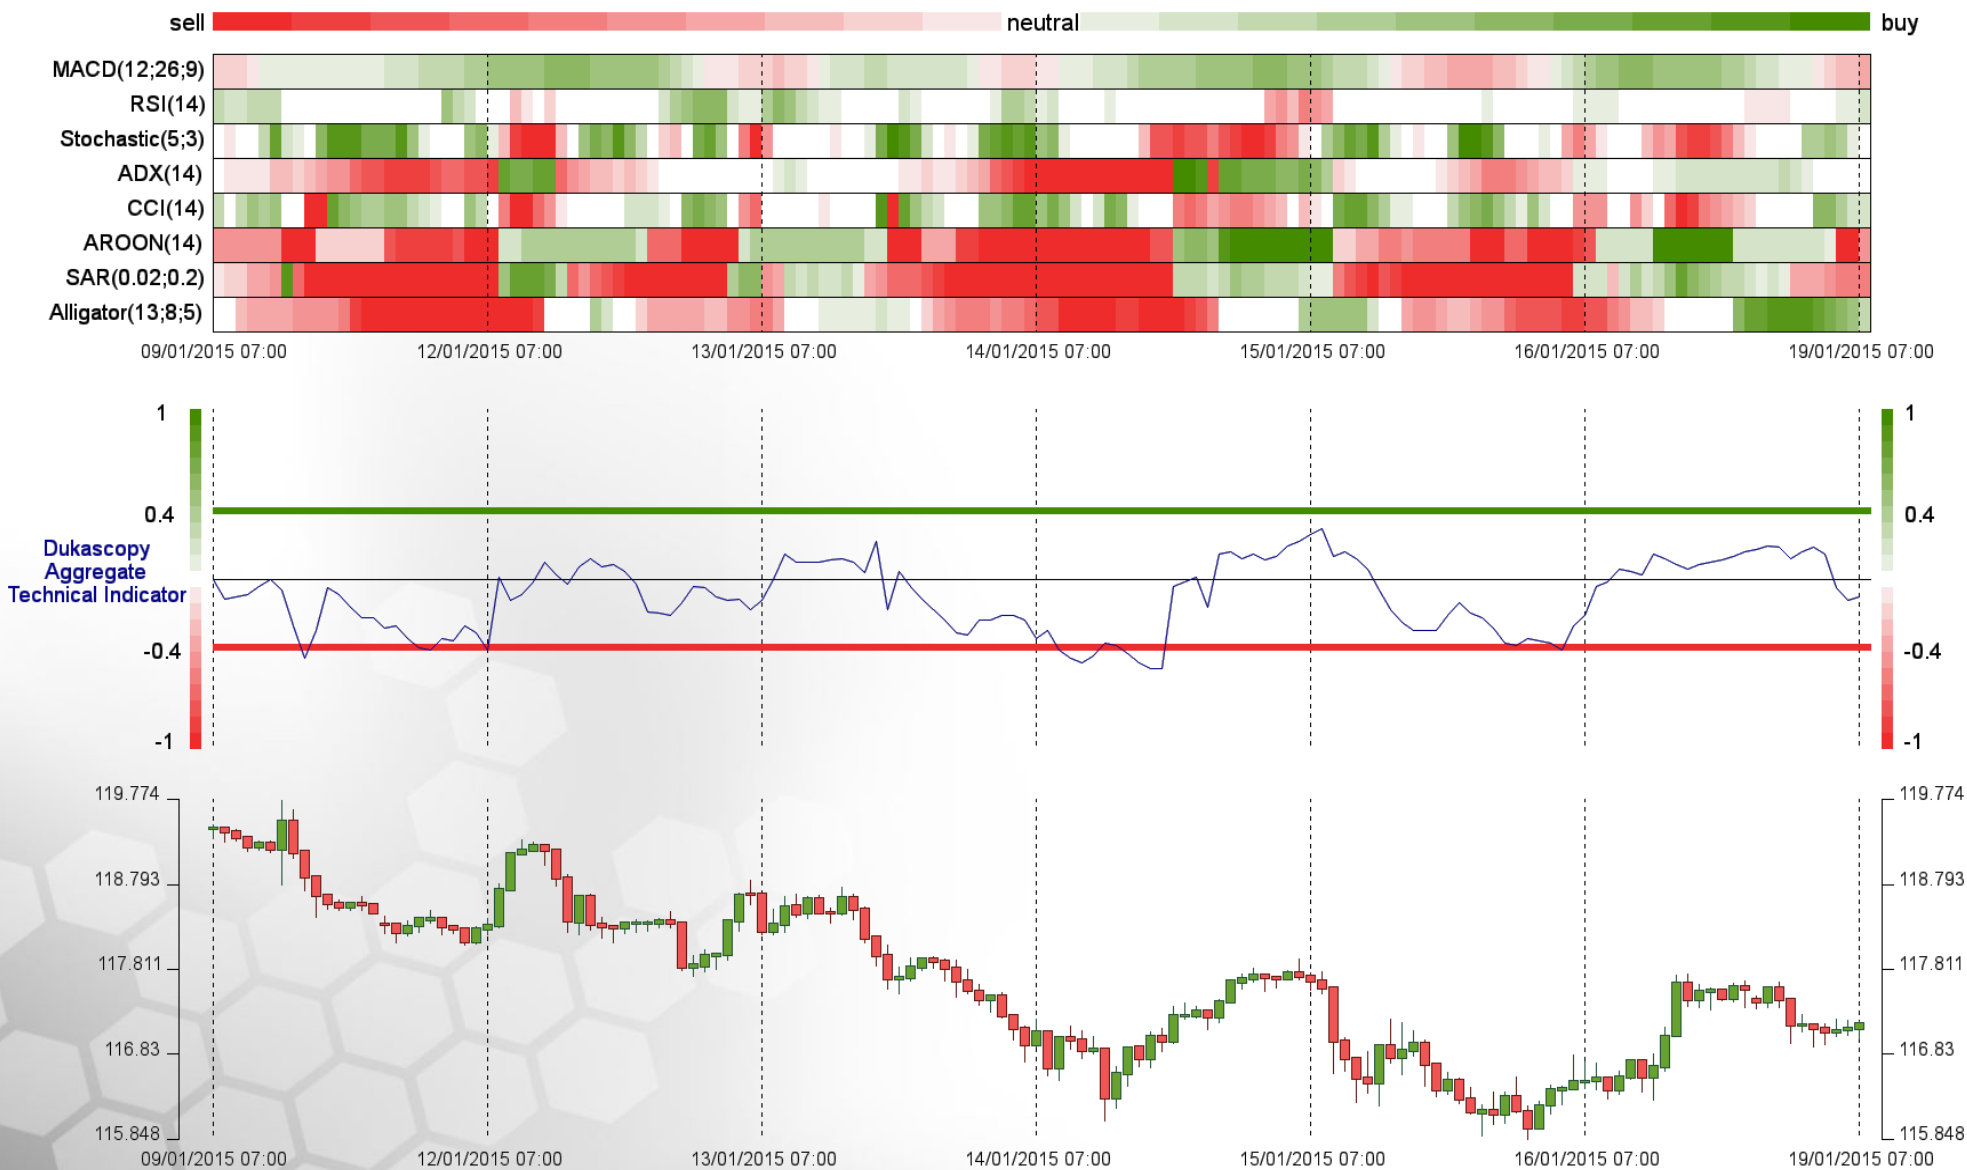 sell neutral buy
MACD(12;26;9)
RSI(14)
Stochastic(5;3)
ADX(14)
CCI(14)
AROON(14)
SAR(0.02;0.2)
Alligator(13;8;5)
09/01/2015 07:00 12/01/2015 07:00 13/01/2015 07:00 14/01/2015 07:00 15/01/2015 07:00 16/01/2015 07:00 19/01/2015 07:00
1 1
0.4 0.4
Dukascopy
Aggregate
Technical Indicator
-0.4 -0.4
-1 -1
119.774 119.774
118.793 118.793
117.811 117.811
116.83 116.83
115.848 115.848
09/01/2015 07:00 12/01/2015 07:00 13/01/2015 07:00 14/01/2015 07:00 15/01/2015 07:00 16/01/2015 07:00 19/01/2015 07:00